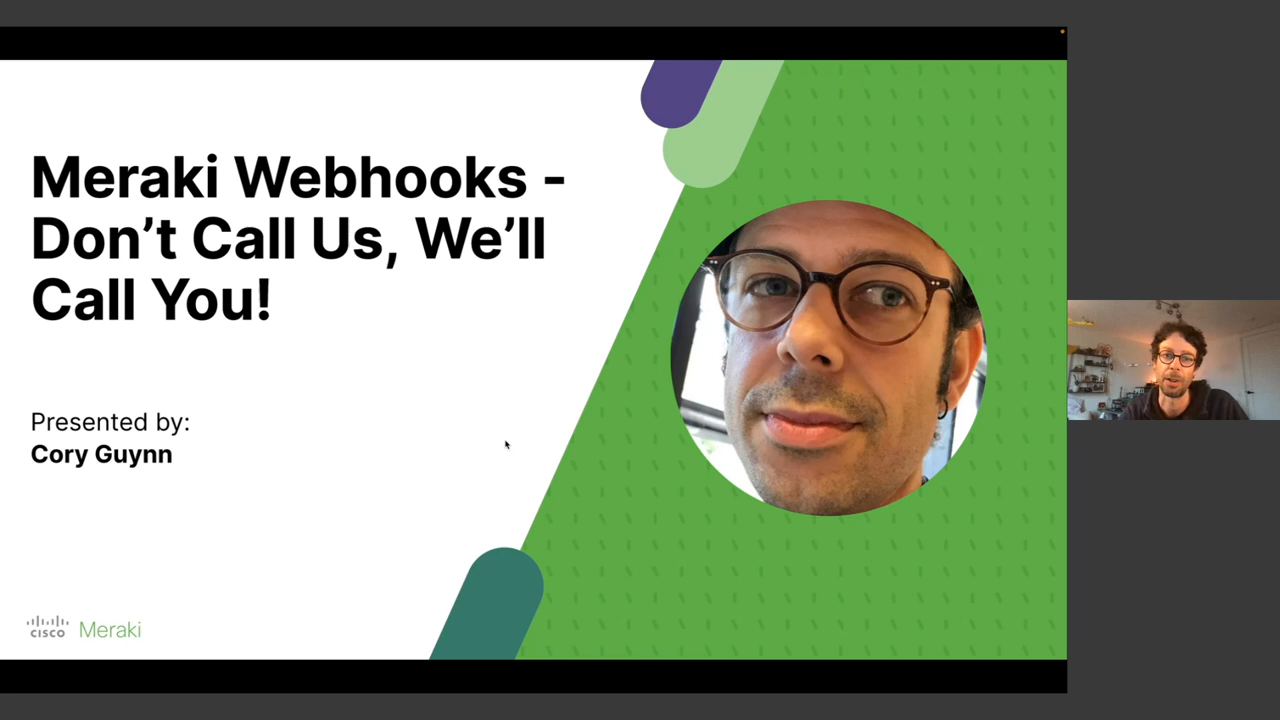 Meraki Webhooks -
Don’t Call Us, We’ll
Call You!
Presented by:
Cory Guynn
cisco Meraki